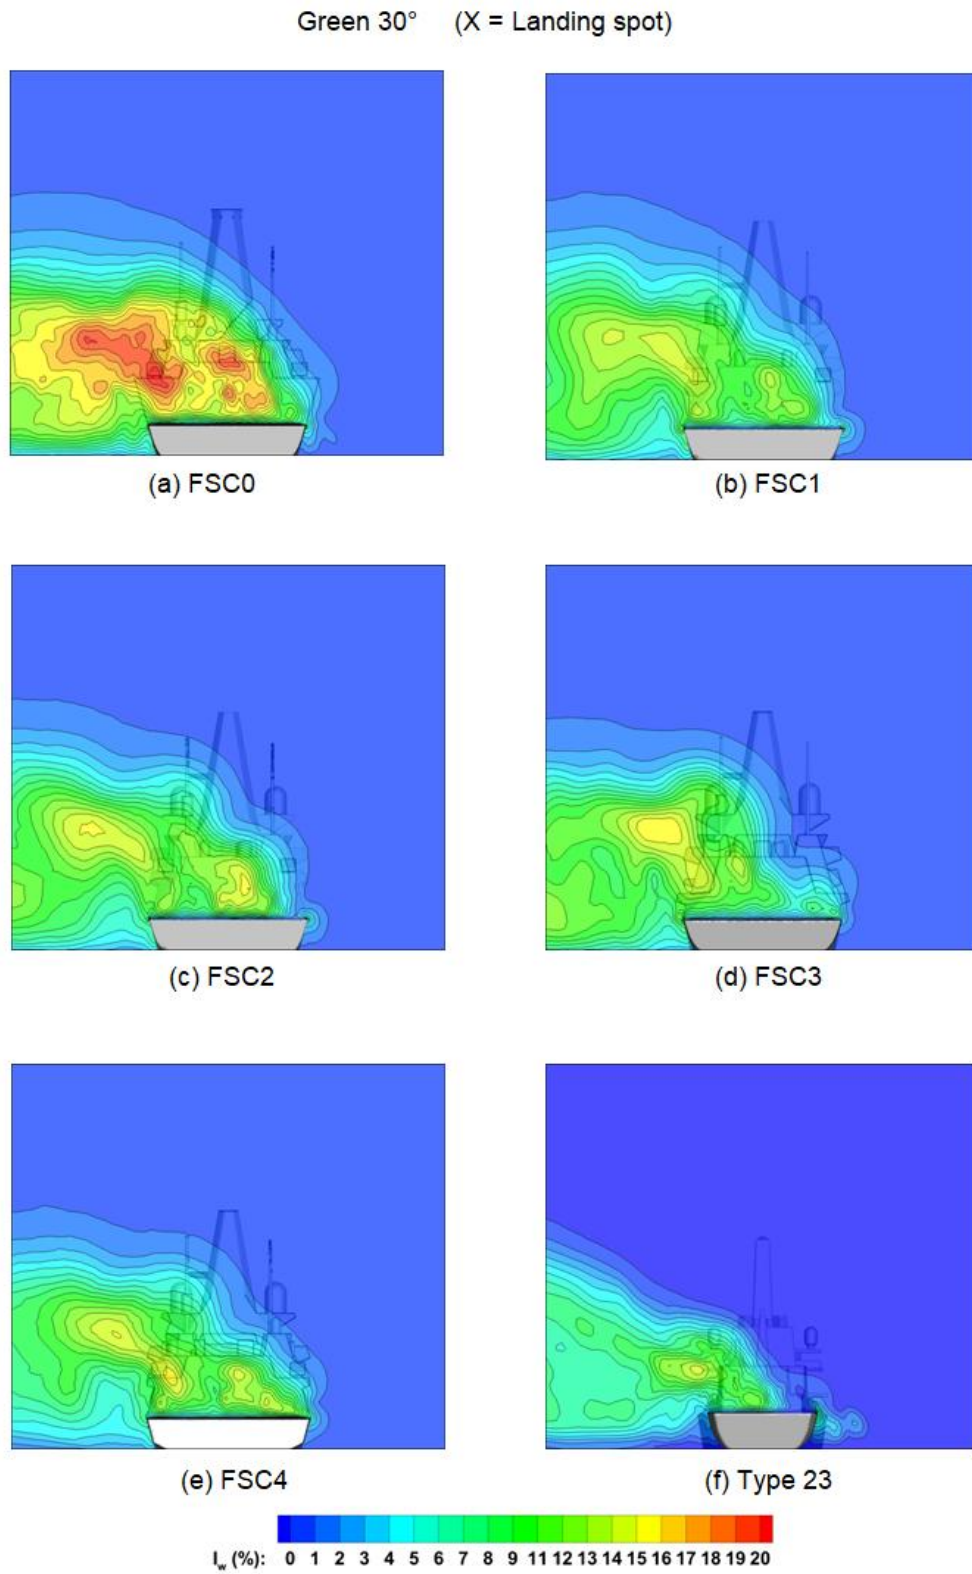 Green 30° (X = Landing spot)
(a) FSC0
(b) FSC1
(c) FSC2
(d) FSC3
(e) FSC4
(f) Type 23
I_w (%): 0 1 2 3 4 5 6 7 8 9 11 12 13 14 15 16 17 18 19 20